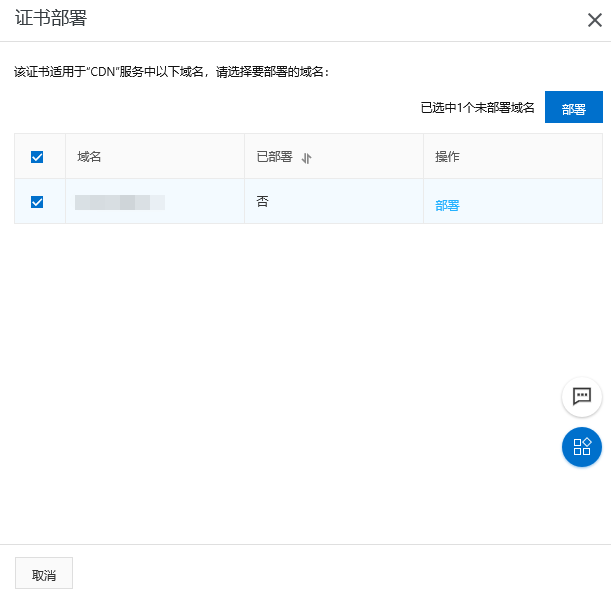 证书部署
该证书适用于“CDN”服务中以下域名，请选择要部署的域名：
已选中1个未部署域名 部署
域名 已部署 操作
否 部署
取消